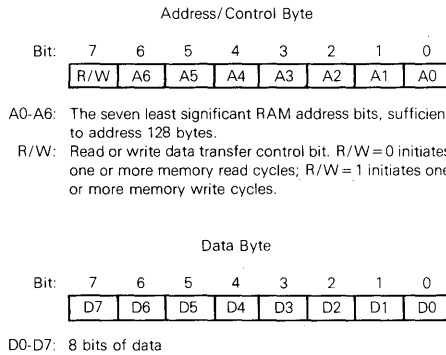 Address/Control Byte
Bit: 7 6 5 4 3 2 1 0
R/W A6 A5 A4 A3 A2 A1 A0
A0-A6: The seven least significant RAM address bits, sufficien
to address 128 bytes.
R/W: Read or write data transfer control bit. R/W=0 initiates
one or more memory read cycles; R/W=1 initiates one
or more memory write cycles.
Data Byte
Bit: 7 6 5 4 3 2 1 0
D7 D6 D5 D4 D3 D2 D1 D0
D0-D7: 8 bits of data